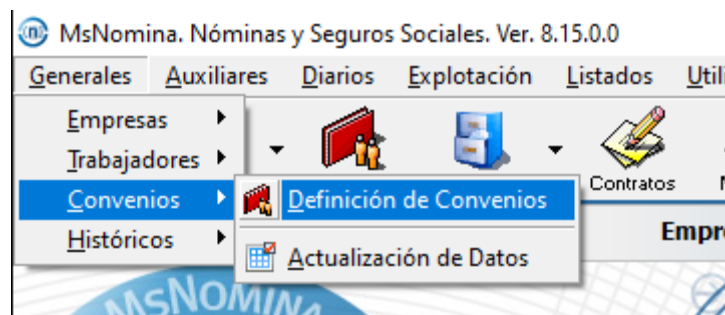 MsNomina. Nóminas y Seguros Sociales. Ver. 8.15.0.0
Generales Auxiliares Diarios Explotación Listados
Empresas
Trabajadores
Convenios
Históricos
Definición de Convenios
Actualización de Datos
Contratos
MSNOMINA